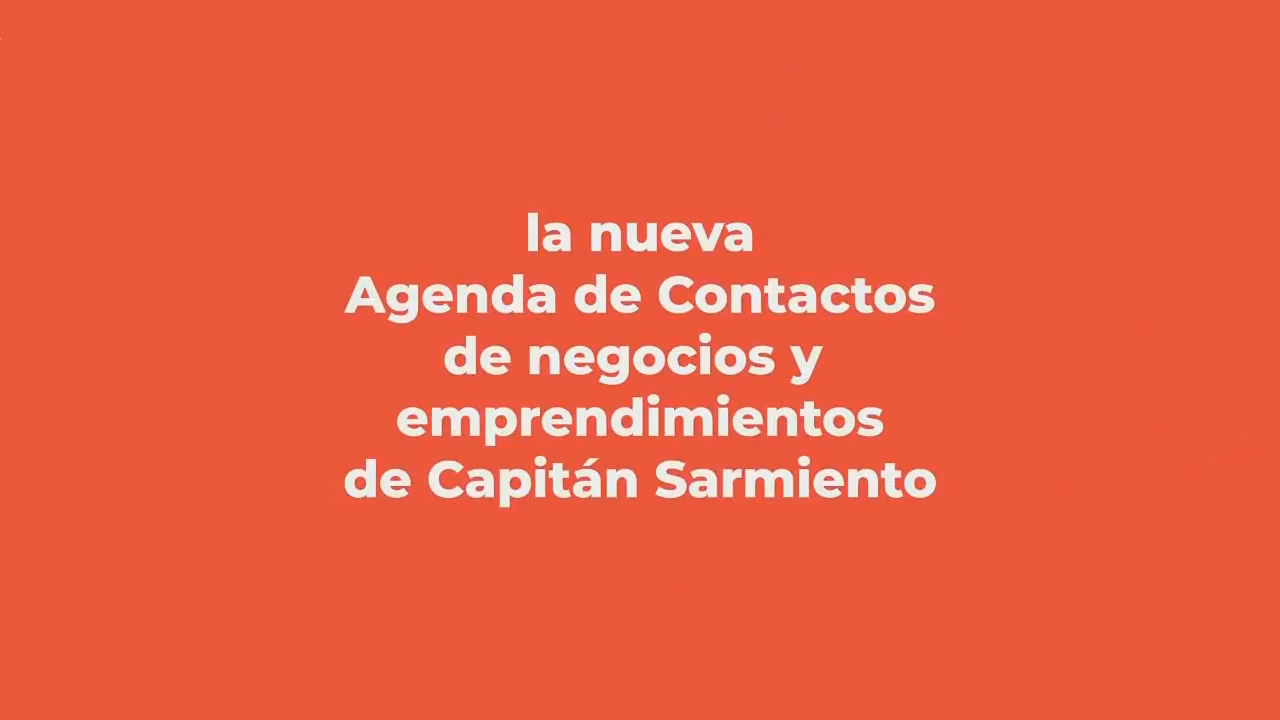 la nueva
Agenda de Contactos
de negocios y
emprendimientos
de Capitán Sarmiento